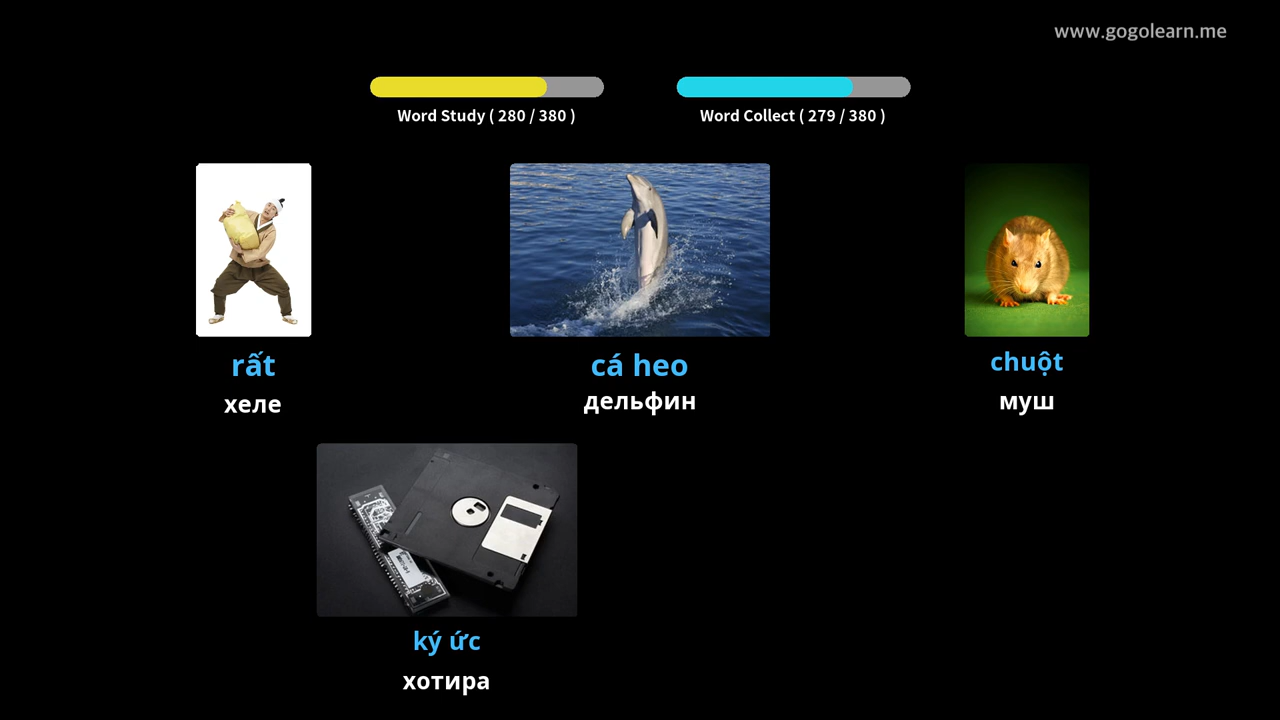 www.gogolearn.me
Word Study ( 280 / 380 )
Word Collect ( 279 / 380 )
rất
cá heo
chuột
хеле
дельфин
муш
ký ức
хотира